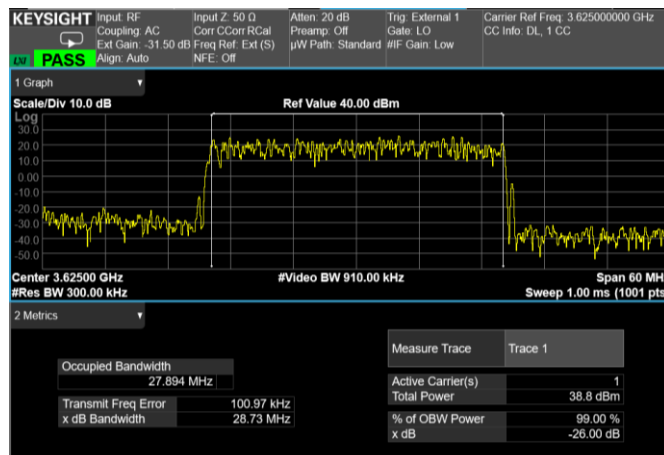 KEYSIGHT
Input: RF
Coupling: AC
Ext Gain: -31.50 dB
Align: Auto
Input Z: 50 Ω
Corr CCorr RCal
Freq Ref: Ext (S)
NFE: Off
Atten: 20 dB
Preamp: Off
µW Path: Standard
Trig: External 1
Gate: LO
#IF Gain: Low
Carrier Ref Freq: 3.625000000 GHz
CC Info: DL, 1 CC
LXI
PASS
1 Graph
Scale/Div 10.0 dB
Ref Value 40.00 dBm
Log
30.0
20.0
10.0
0.00
-10.0
-20.0
-30.0
-40.0
-50.0
Center 3.62500 GHz
#Video BW 910.00 kHz
Span 60 MH
#Res BW 300.00 kHz
Sweep 1.00 ms (1001 pts
2 Metrics
Occupied Bandwidth
27.894 MHz
Transmit Freq Error 100.97 kHz
x dB Bandwidth 28.73 MHz
Measure Trace Trace 1
Active Carrier(s) 1
Total Power 38.8 dBm
% of OBW Power 99.00 %
x dB -26.00 dB